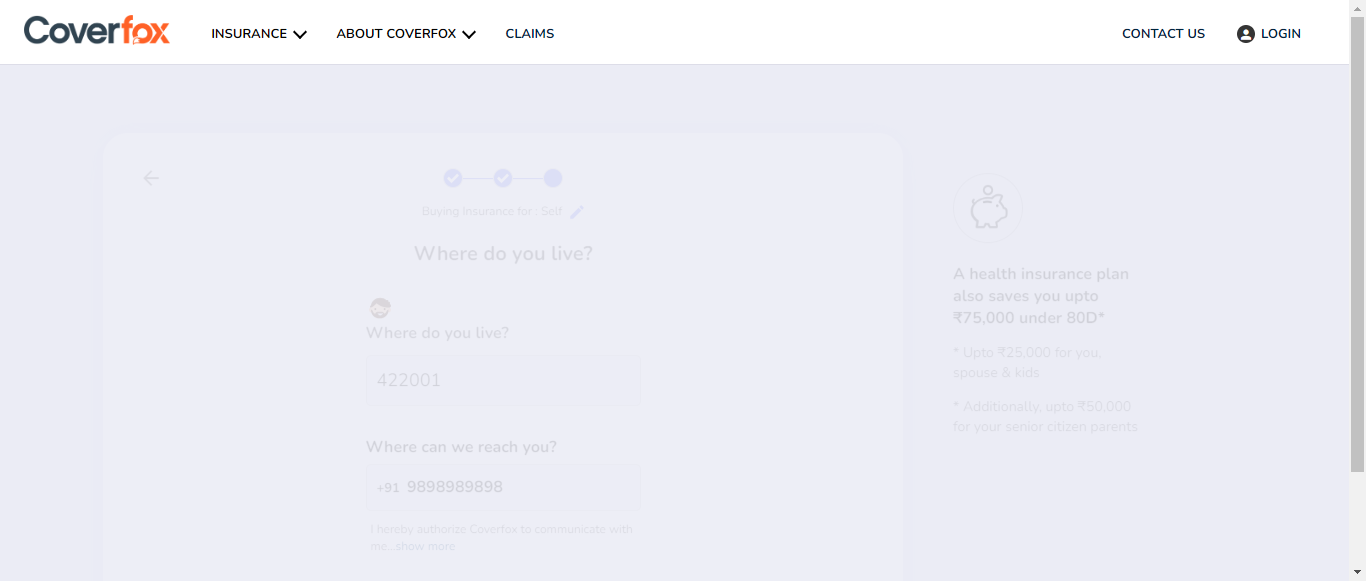 Coverfox
INSURANCE
ABOUT COVERFOX
CLAIMS
CONTACT US
LOGIN
Buying insurance for : Self
Where do you live?
Where do you live?
422001
Where can we reach you?
+91 9898989898
I hereby authorize Coverfox to communicate with
me...show more
A health insurance plan
also saves you upto
₹75,000 under 80D*
* Upto ₹25,000 for you,
spouse & kids
* Additionally, upto ₹50,000
for your senior citizen parents